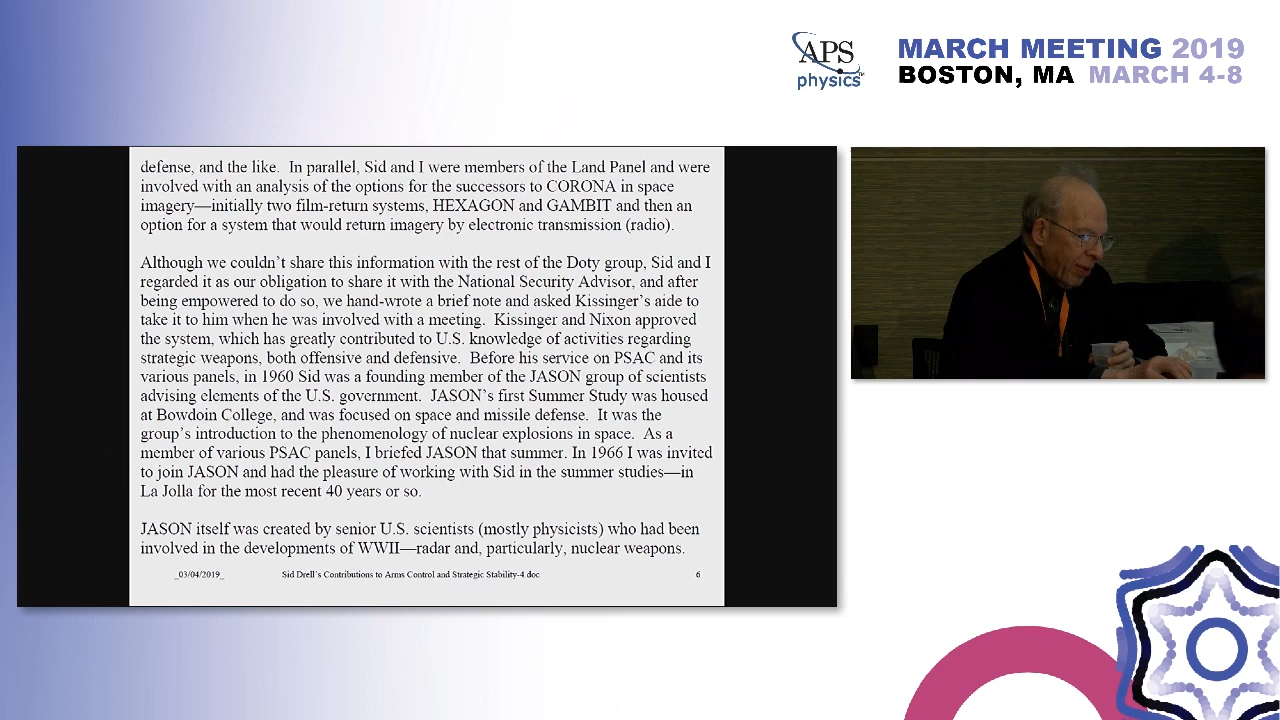 APS
physics
MARCH MEETING 2019
BOSTON, MA MARCH 4-8
defense, and the like. In parallel, Sid and I were members of the Land Panel and were
involved with an analysis of the options for the successors to CORONA in space
imagery—initially two film-return systems, HEXAGON and GAMBIT and then an
option for a system that would return imagery by electronic transmission (radio).
Although we couldn't share this information with the rest of the Doty group, Sid and I
regarded it as our obligation to share it with the National Security Advisor, and after
being empowered to do so, we hand-wrote a brief note and asked Kissinger's aide to
take it to him when he was involved with a meeting. Kissinger and Nixon approved
the system, which has greatly contributed to U.S. knowledge of activities regarding
strategic weapons, both offensive and defensive. Before his service on PSAC and its
various panels, in 1960 Sid was a founding member of the JASON group of scientists
advising elements of the U.S. government. JASON's first Summer Study was housed
at Bowdoin College, and was focused on space and missile defense. It was the
group's introduction to the phenomenology of nuclear explosions in space. As a
member of various PSAC panels, I briefed JASON that summer. In 1966 I was invited
to join JASON and had the pleasure of working with Sid in the summer studies—in
La Jolla for the most recent 40 years or so.
JASON itself was created by senior U.S. scientists (mostly physicists) who had been
involved in the developments of WWII—radar and, particularly, nuclear weapons.
_03/04/2019_ Sid Drell's Contributions to Arms Control and Strategic Stability-4.doc 6